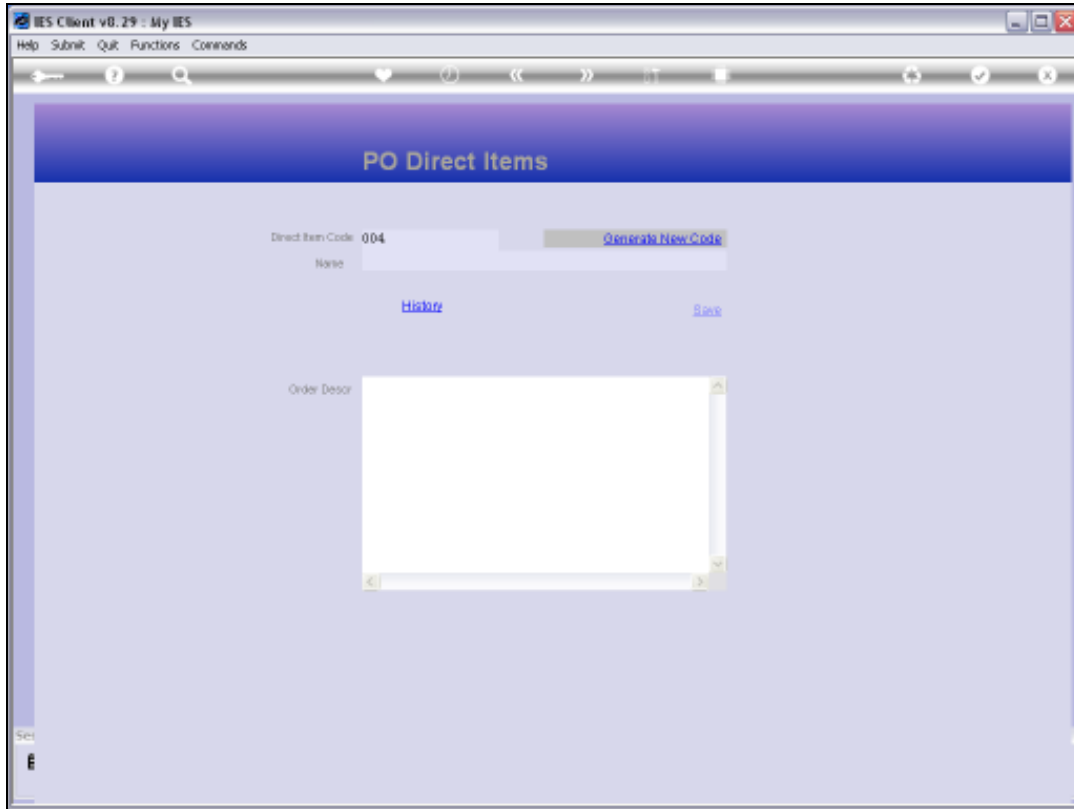 IES Client v8.29 : My IES
Help Submit Quit Functions Commands
PO Direct Items
Direct Item Code 004 Generate New Code
Name
History Save
Order Descr
Ses